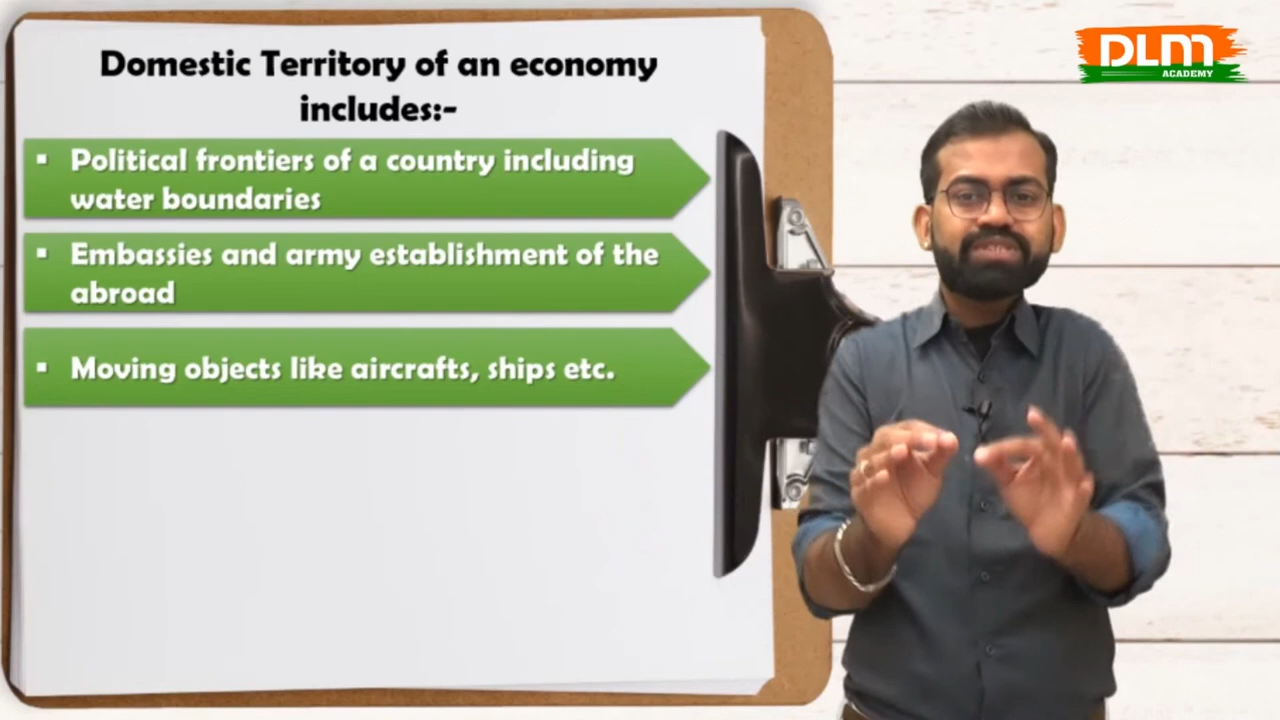 Domestic Territory of an economy
includes:-
▪ Political frontiers of a country including
water boundaries
▪ Embassies and army establishment of the
abroad
▪ Moving objects like aircrafts, ships etc.
DLM
ACADEMY